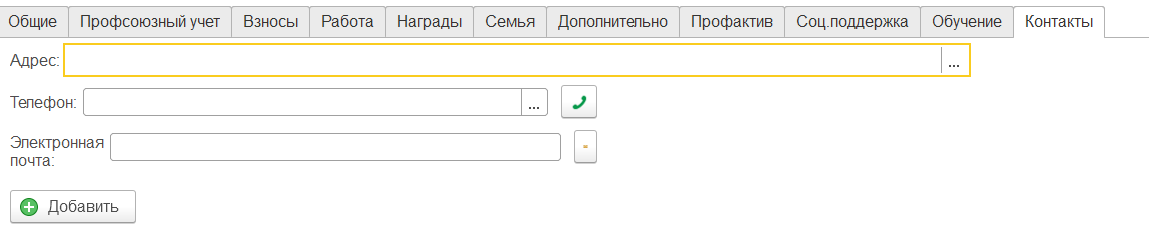 Общие Профсоюзный учет Взносы Работа Награды Семья Дополнительно Профактив Соц.поддержка Обучение Контакты
Адрес: ...
Телефон: ...
Электронная
почта:
Добавить